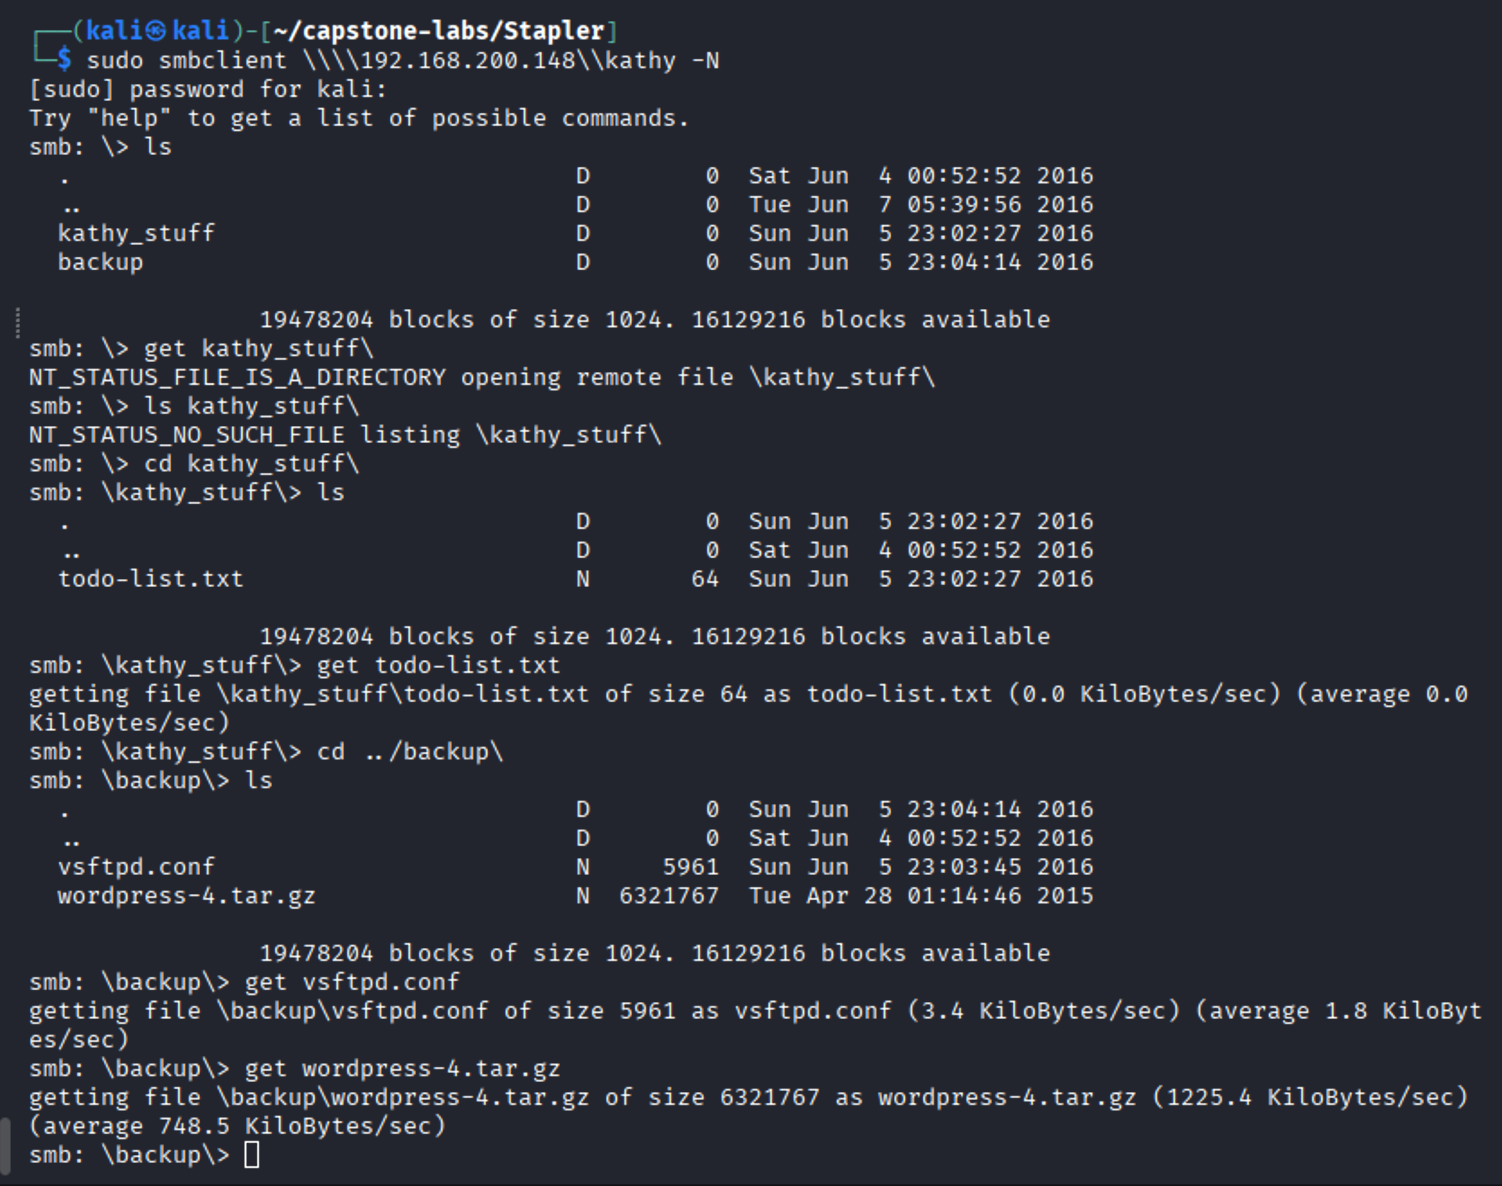 ┌──(kali㉿kali)-[~/capstone-labs/Stapler]
└─$ sudo smbclient \\\\192.168.200.148\\kathy -N
[sudo] password for kali:
Try "help" to get a list of possible commands.
smb: \> ls
  .                                   D        0  Sat Jun  4 00:52:52 2016
  ..                                  D        0  Tue Jun  7 05:39:56 2016
  kathy_stuff                         D        0  Sun Jun  5 23:02:27 2016
  backup                              D        0  Sun Jun  5 23:04:14 2016

                19478204 blocks of size 1024. 16129216 blocks available
smb: \> get kathy_stuff\
NT_STATUS_FILE_IS_A_DIRECTORY opening remote file \kathy_stuff\
smb: \> ls kathy_stuff\
NT_STATUS_NO_SUCH_FILE listing \kathy_stuff\
smb: \> cd kathy_stuff\
smb: \kathy_stuff\> ls
  .                                   D        0  Sun Jun  5 23:02:27 2016
  ..                                  D        0  Sat Jun  4 00:52:52 2016
  todo-list.txt                       N       64  Sun Jun  5 23:02:27 2016

                19478204 blocks of size 1024. 16129216 blocks available
smb: \kathy_stuff\> get todo-list.txt
getting file \kathy_stuff\todo-list.txt of size 64 as todo-list.txt (0.0 KiloBytes/sec) (average 0.0
KiloBytes/sec)
smb: \kathy_stuff\> cd ../backup\
smb: \backup\> ls
  .                                   D        0  Sun Jun  5 23:04:14 2016
  ..                                  D        0  Sat Jun  4 00:52:52 2016
  vsftpd.conf                         N     5961  Sun Jun  5 23:03:45 2016
  wordpress-4.tar.gz                  N  6321767  Tue Apr 28 01:14:46 2015

                19478204 blocks of size 1024. 16129216 blocks available
smb: \backup\> get vsftpd.conf
getting file \backup\vsftpd.conf of size 5961 as vsftpd.conf (3.4 KiloBytes/sec) (average 1.8 KiloByt
es/sec)
smb: \backup\> get wordpress-4.tar.gz
getting file \backup\wordpress-4.tar.gz of size 6321767 as wordpress-4.tar.gz (1225.4 KiloBytes/sec)
(average 748.5 KiloBytes/sec)
smb: \backup\>